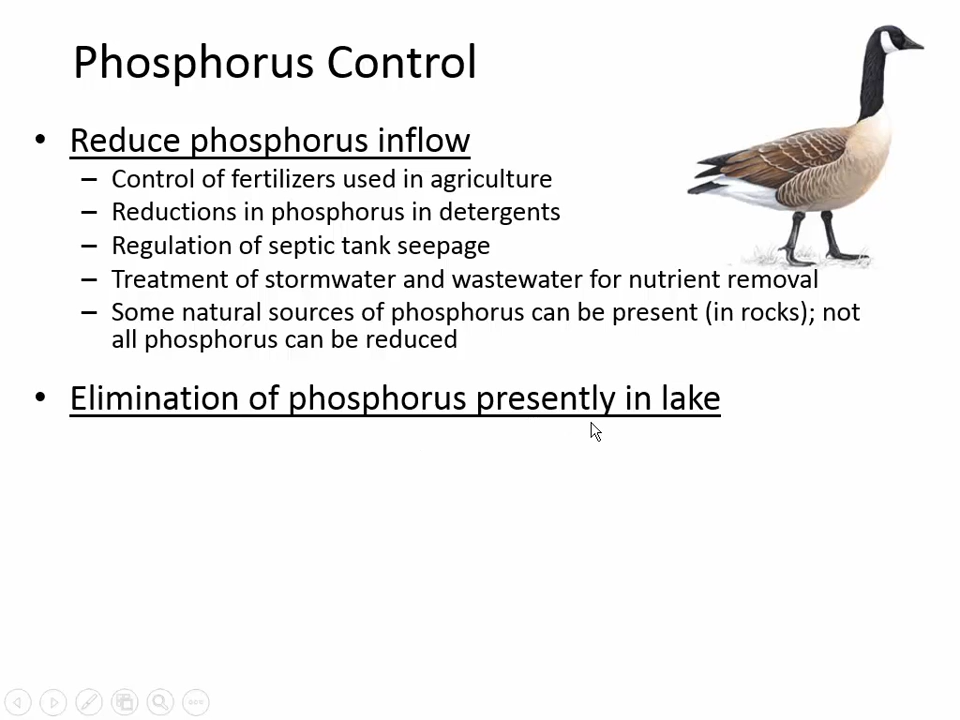 Phosphorus Control
• Reduce phosphorus inflow
– Control of fertilizers used in agriculture
– Reductions in phosphorus in detergents
– Regulation of septic tank seepage
– Treatment of stormwater and wastewater for nutrient removal
– Some natural sources of phosphorus can be present (in rocks); not
all phosphorus can be reduced
• Elimination of phosphorus presently in lake